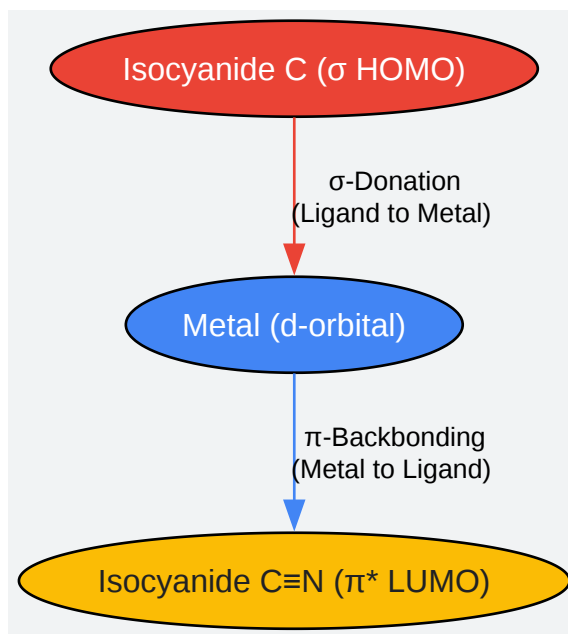 Isocyanide C (σ HOMO)
σ-Donation
(Ligand to Metal)
Metal (d-orbital)
π-Backbonding
(Metal to Ligand)
Isocyanide C≡N (π* LUMO)